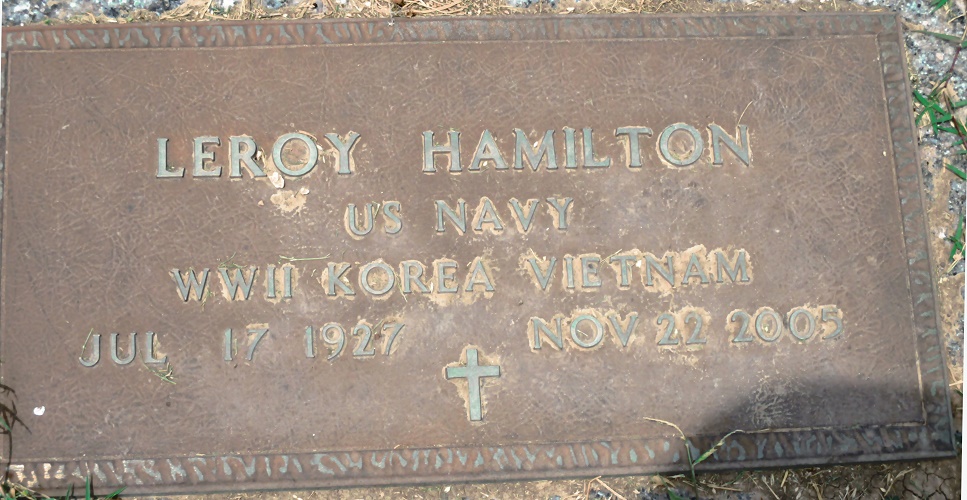 LEROY HAMILTON
US NAVY
WWII KOREA VIETNAM
JUL 17 1927 NOV 22 2005